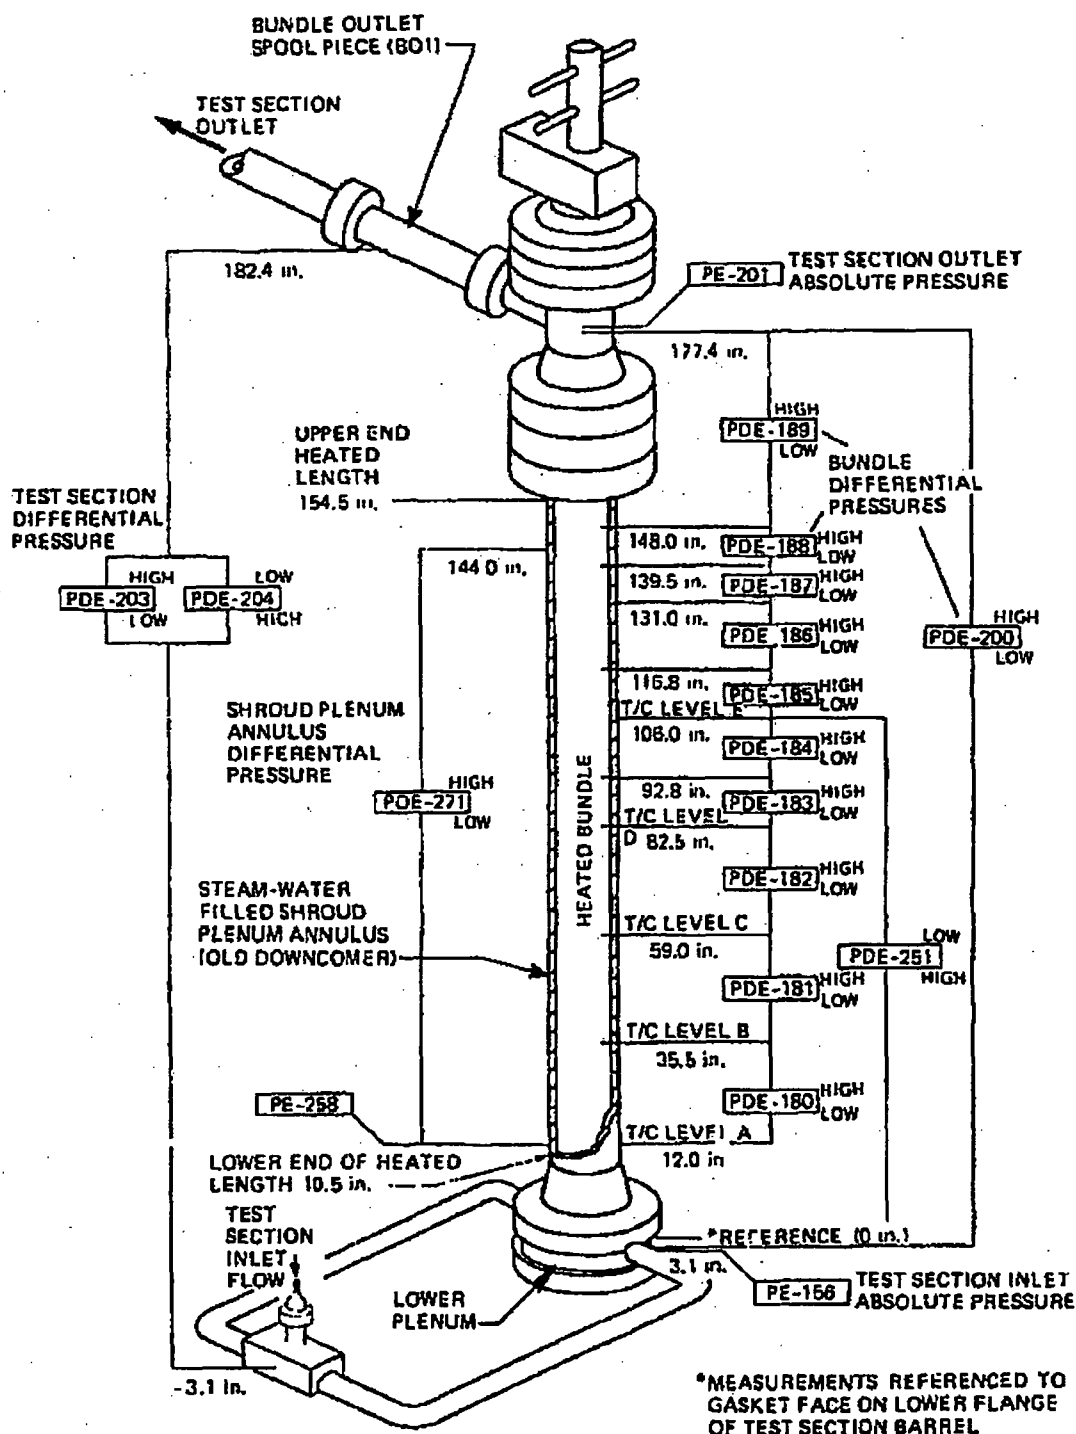 BUNDLE OUTLET
SPOOL PIECE (BO1)
TEST SECTION
OUTLET
182.4 in.
PE-201
TEST SECTION OUTLET
ABSOLUTE PRESSURE
177.4 in.
HIGH
PDE-189
LOW
UPPER END
HEATED
LENGTH
154.5 in.
BUNDLE
DIFFERENTIAL
PRESSURES
TEST SECTION
DIFFERENTIAL
PRESSURE
148.0 in.
PDE-188
HIGH
LOW
144.0 in.
139.5 in.
PDE-187
HIGH
LOW
HIGH
PDE-203
LOW
LOW
PDE-204
HIGH
131.0 in.
PDE 186
HIGH
LOW
HIGH
PDE-200
LOW
116.8 in.
PDE-185
HIGH
LOW
T/C LEVEL E
106.0 in.
PDE-184
HIGH
LOW
SHROUD PLENUM
ANNULUS
DIFFERENTIAL
PRESSURE
HIGH
PDE-271
LOW
HEATED BUNDLE
92.8 in.
PDE-183
HIGH
LOW
T/C LEVEL
D 82.5 in.
PDE-182
HIGH
LOW
STEAM-WATER
FILLED SHROUD
PLENUM ANNULUS
(OLD DOWNCOMER)
T/C LEVEL C
59.0 in.
LOW
PDE-251
HIGH
PDE-181
HIGH
LOW
T/C LEVEL B
35.5 in.
PE-258
PDE-180
HIGH
LOW
T/C LEVEL A
12.0 in
LOWER END OF HEATED
LENGTH 10.5 in.
TEST
SECTION
INLET
FLOW
*REFERENCE (0 in.)
3.1 in.
PE-156
TEST SECTION INLET
ABSOLUTE PRESSURE
LOWER
PLENUM
-3.1 in.
*MEASUREMENTS REFERENCED TO
GASKET FACE ON LOWER FLANGE
OF TEST SECTION BARREL